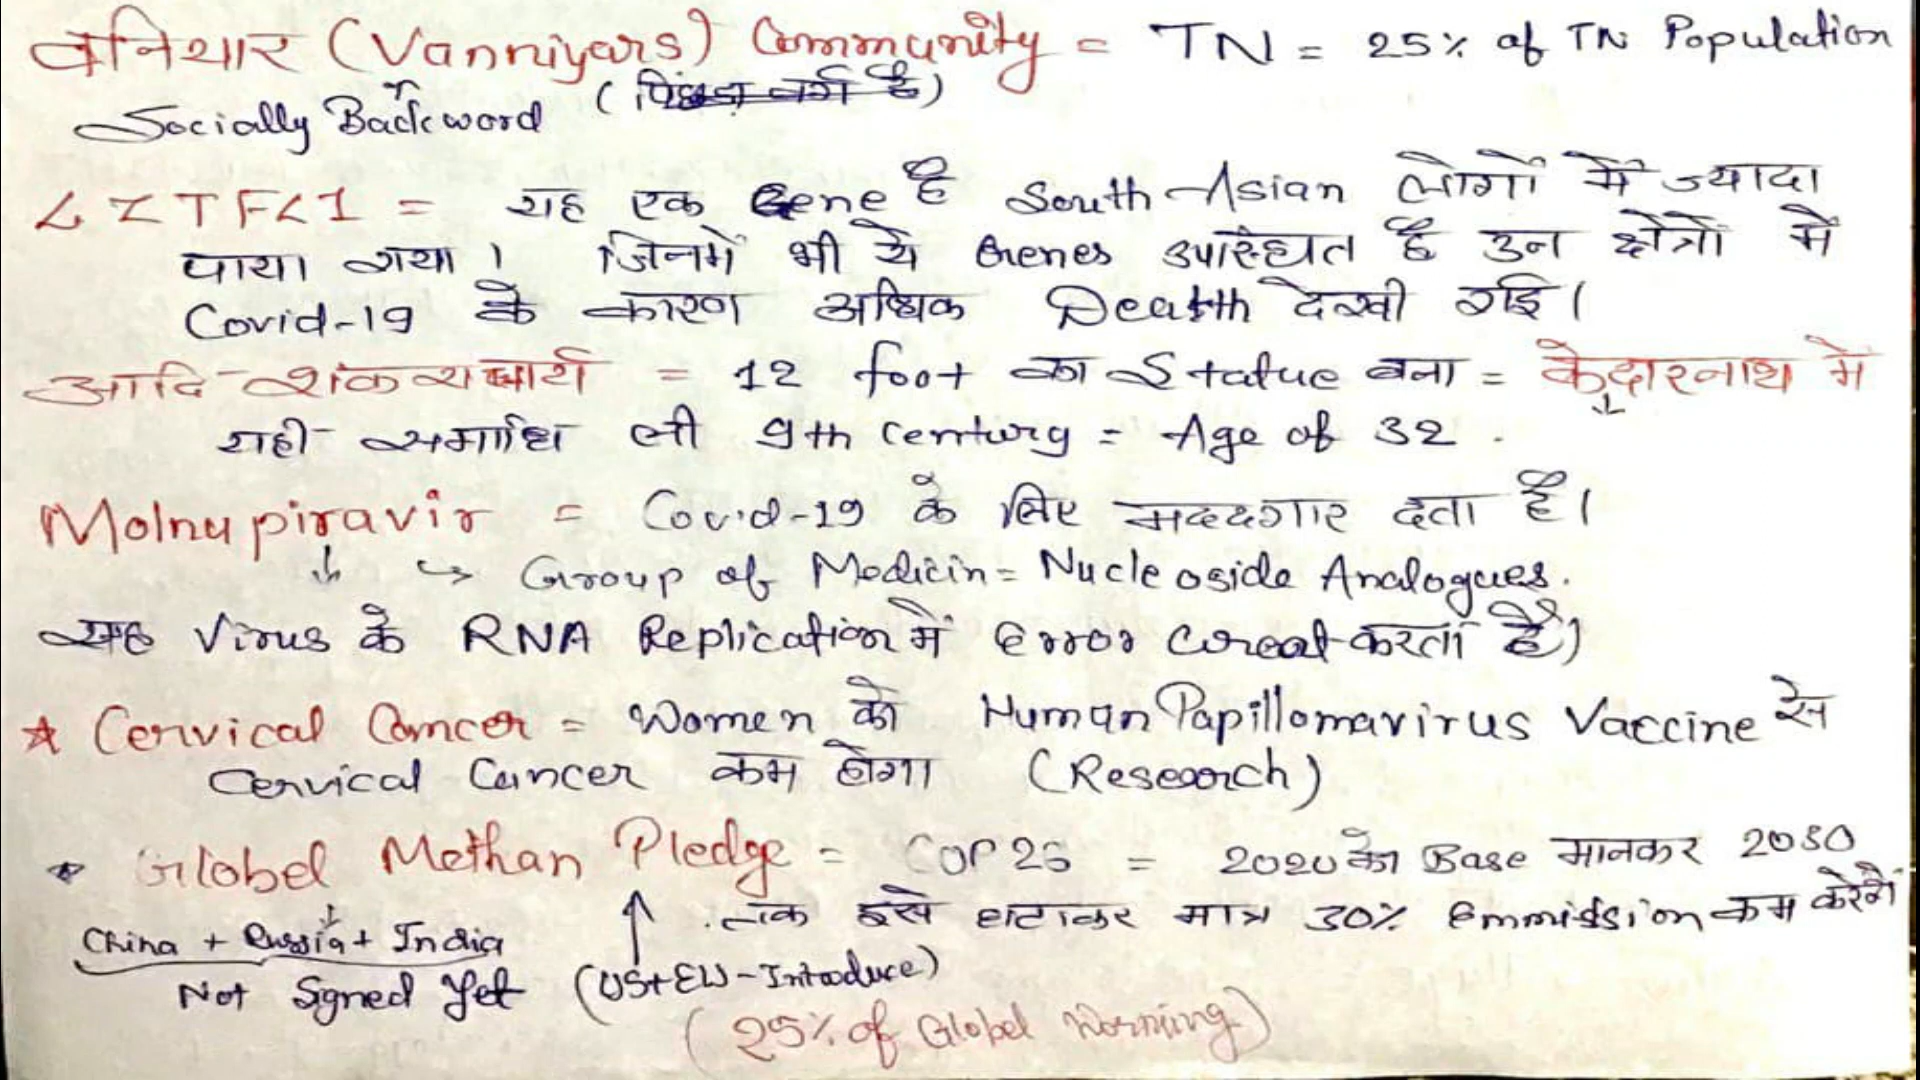 वनियार (Vanniyars) Community = TN = 25% of TN Population
Socially Backword (पिछडा वर्ग है)
LZTFL1 = यह एक Gene है South-Asian लोगों में ज्यादा
पाया गया। जिनमें भी ये Genes उपस्थित है उन क्षेत्रों में
Covid-19 के कारण अधिक Death देखी गई।
आदि-शंकराचार्य = 12 foot का Statue बना = केदारनाथ में
यही समाधि ली 9th century = Age of 32.
Molnupiravir = Covid-19 के लिए मददगार देता है।
↓ ↳ Group of Medicin = Nucleoside Analogues.
यह Virus के RNA Replication में Error Creat करता है)
★ Cervical Cancer = Women को Human Papillomavirus Vaccine से
Cervical Cancer कम होगा (Research)
Globel Methan Pledge = COP 26 = 2020 को Base मानकर 2030
तक इसे घटाकर मात्र 30% Emmission कम करेगें
China + Russia + India
Not Signed Yet (US+EU-Introduce)
(25% of Globel Worming)